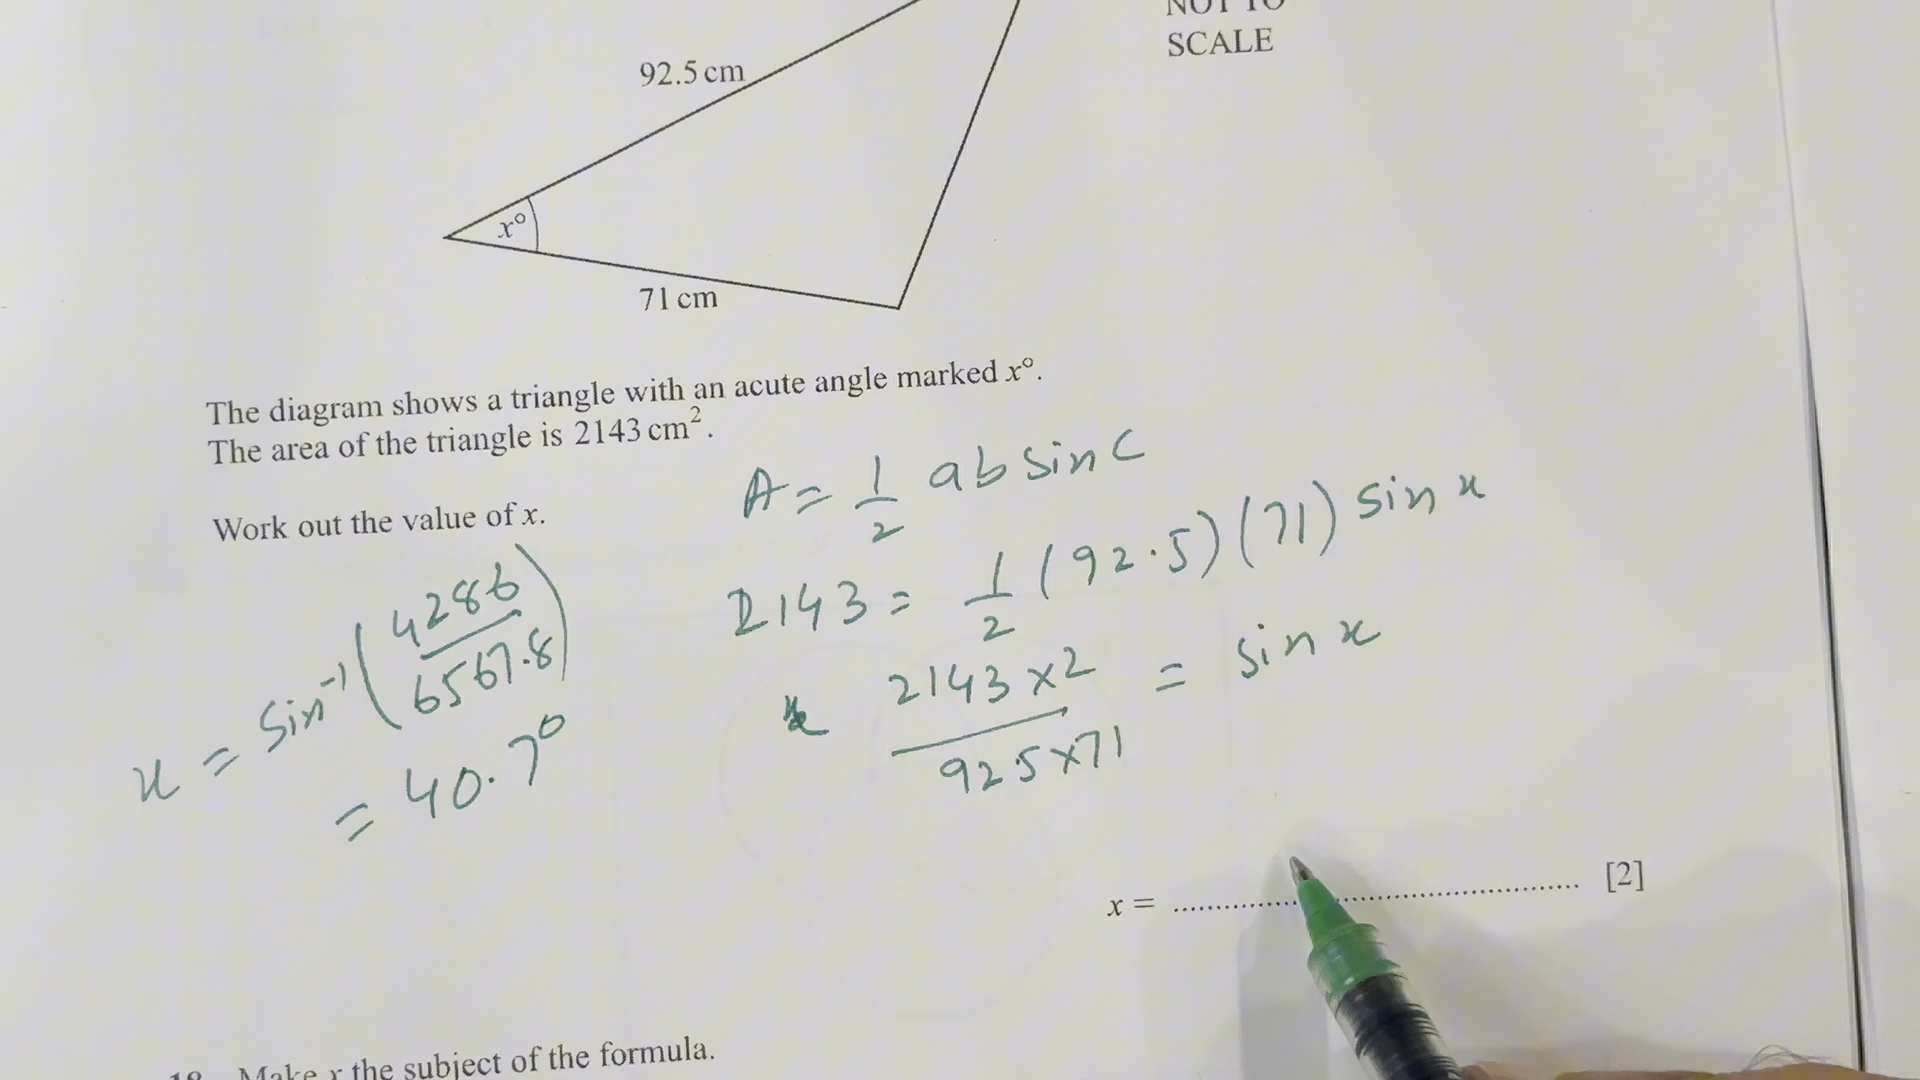 NOT TO
SCALE
92.5 cm
x°
71 cm
The diagram shows a triangle with an acute angle marked x°.
The area of the triangle is 2143 cm².
Work out the value of x.
A = 1/2 ab sin C
2143 = 1/2 (92.5)(71) sin x
2143 x 2 / 92.5 x 71 = sin x
x = sin⁻¹ (4286 / 6567.8)
= 40.7°
x = .................................................. [2]
18 Make x the subject of the formula.